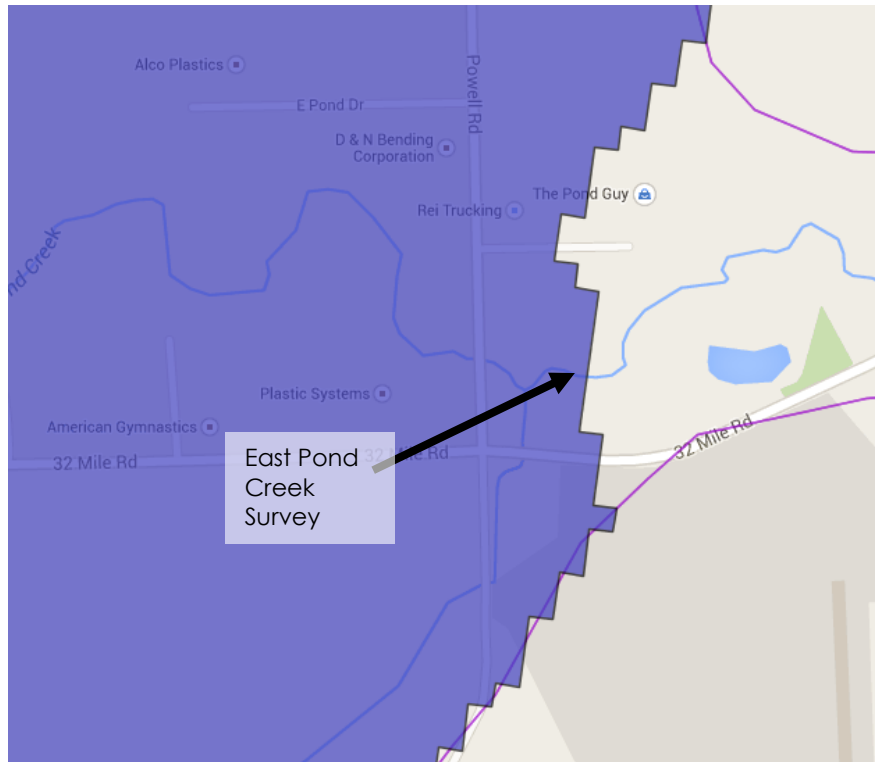 Alco Plastics
E Pond Dr
Powell Rd
D & N Bending
Corporation
The Pond Guy
Rei Trucking
nd Creek
Plastic Systems
American Gymnastics
East Pond
Creek
Survey
32 Mile Rd
32 Mile Rd
32 Mile Rd